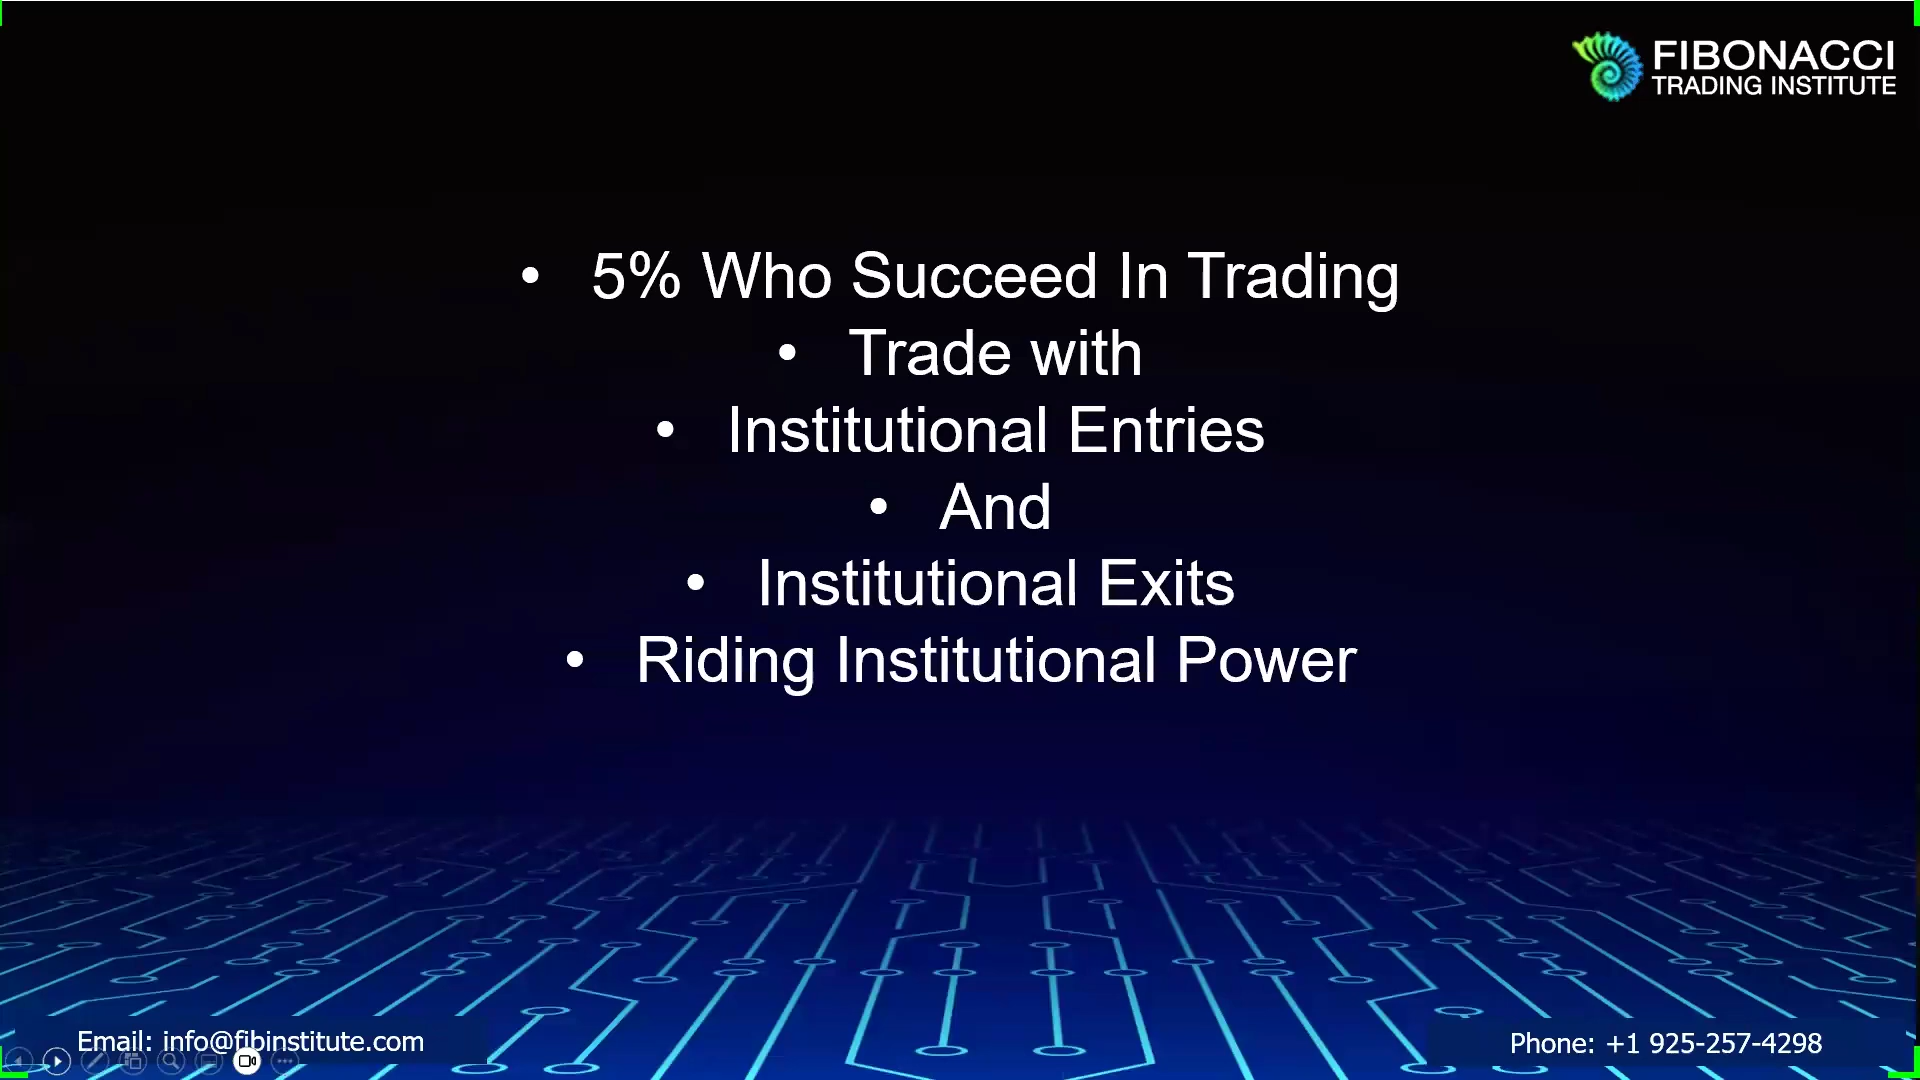 FIBONACCI
TRADING INSTITUTE
• 5% Who Succeed In Trading
• Trade with
• Institutional Entries
• And
• Institutional Exits
• Riding Institutional Power
Email: info@fibinstitute.com
Phone: +1 925-257-4298